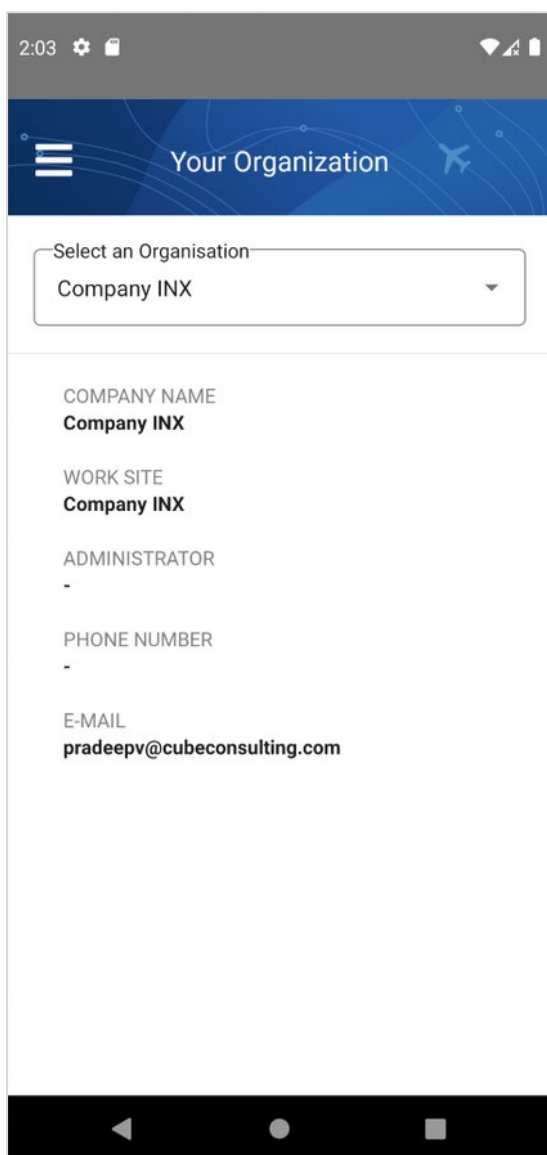 2:03
Your Organization
Select an Organisation
Company INX
COMPANY NAME
Company INX
WORK SITE
Company INX
ADMINISTRATOR
-
PHONE NUMBER
-
E-MAIL
pradeepv@cubeconsulting.com